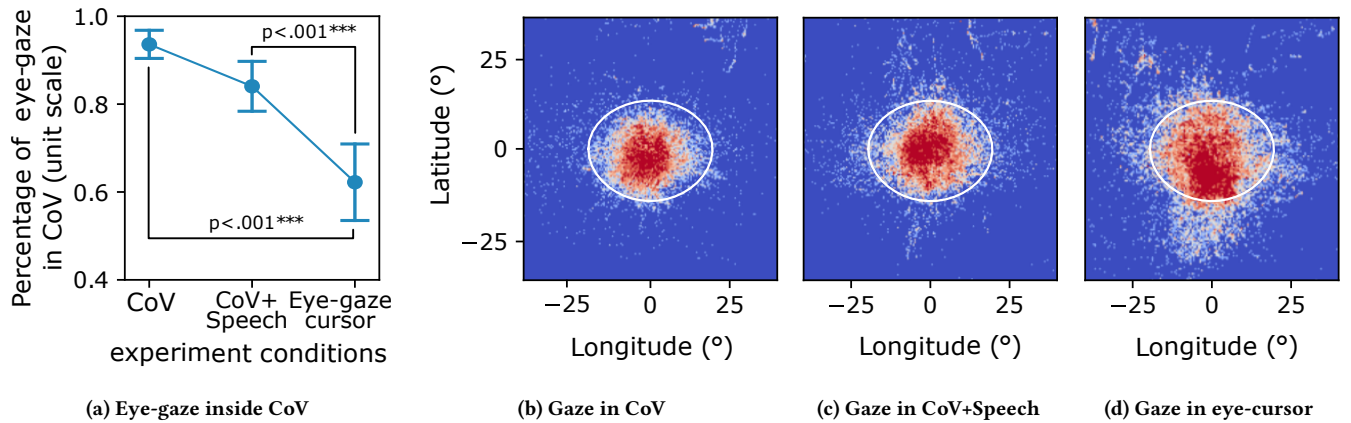 Percentage of eye-gaze
in CoV (unit scale)
1.0
0.8
0.6
0.4
p<.001***
p<.001***
CoV
CoV+
Speech
Eye-gaze
cursor
experiment conditions
(a) Eye-gaze inside CoV
Latitude (°)
25
0
−25
−25
0
25
Longitude (°)
(b) Gaze in CoV
−25
0
25
Longitude (°)
(c) Gaze in CoV+Speech
−25
0
25
Longitude (°)
(d) Gaze in eye-cursor